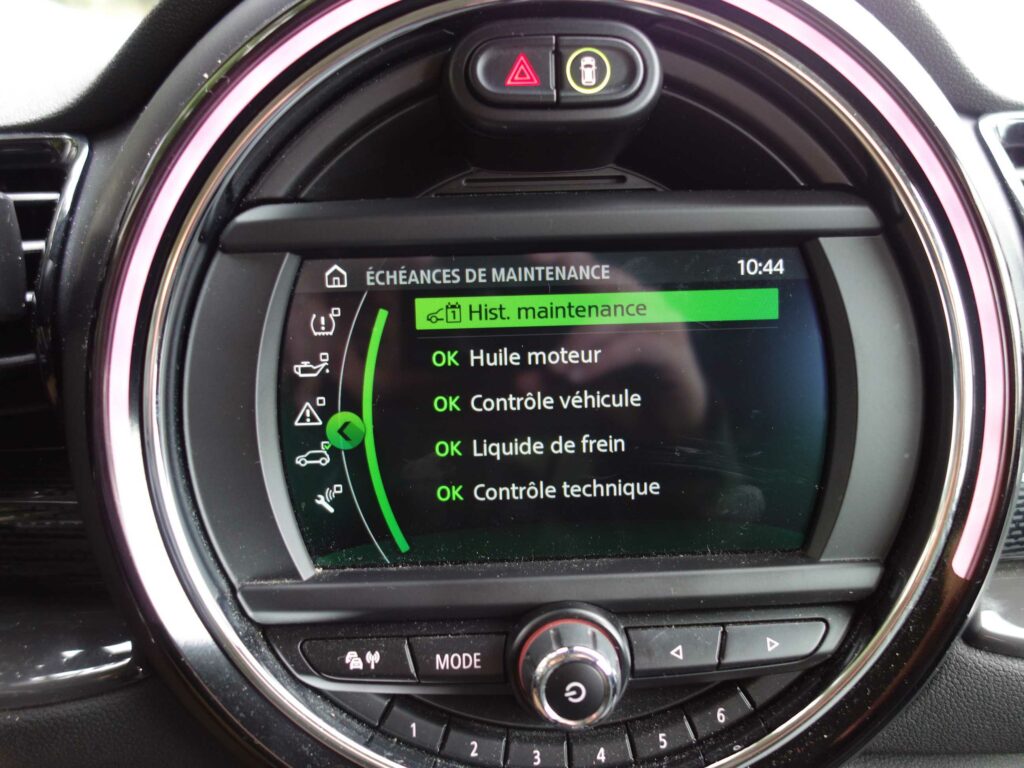 ÉCHÉANCES DE MAINTENANCE 10:44
1 Hist. maintenance
OK Huile moteur
OK Contrôle véhicule
OK Liquide de frein
OK Contrôle technique
MODE
1 2 3 4 5 6